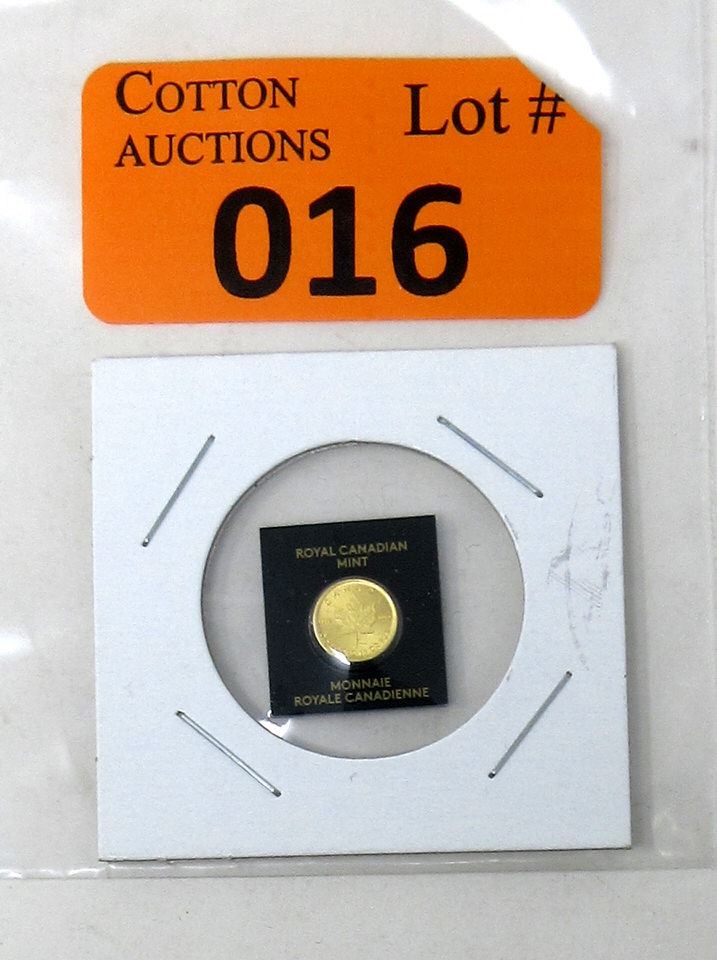 COTTON
AUCTIONS
Lot #
016
ROYAL CANADIAN
MINT
MONNAIE
ROYALE CANADIENNE